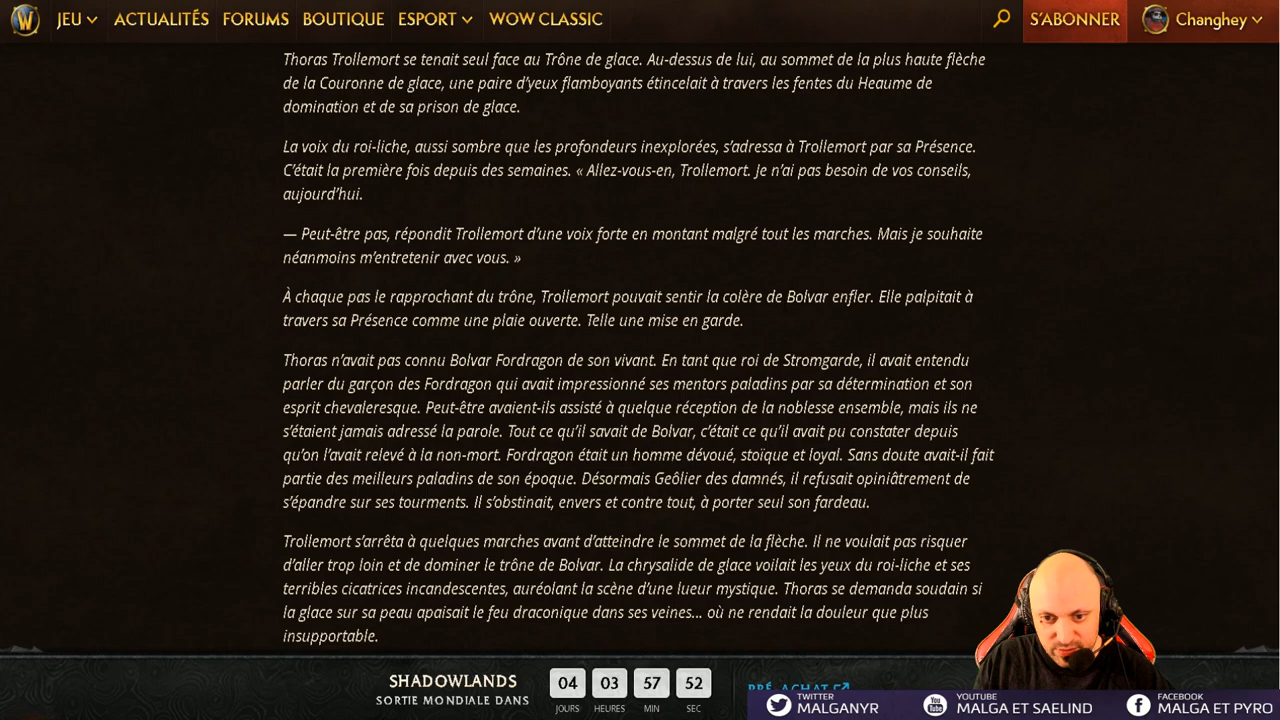 W JEU ACTUALITÉS FORUMS BOUTIQUE ESPORT WOW CLASSIC S'ABONNER Changhey
Thoras Trollemort se tenait seul face au Trône de glace. Au-dessus de lui, au sommet de la plus haute flèche
de la Couronne de glace, une paire d'yeux flamboyants étincelait à travers les fentes du Heaume de
domination et de sa prison de glace.
La voix du roi-liche, aussi sombre que les profondeurs inexplorées, s'adressa à Trollemort par sa Présence.
C'était la première fois depuis des semaines. « Allez-vous-en, Trollemort. Je n'ai pas besoin de vos conseils,
aujourd'hui.
— Peut-être pas, répondit Trollemort d'une voix forte en montant malgré tout les marches. Mais je souhaite
néanmoins m'entretenir avec vous. »
À chaque pas le rapprochant du trône, Trollemort pouvait sentir la colère de Bolvar enfler. Elle palpitait à
travers sa Présence comme une plaie ouverte. Telle une mise en garde.
Thoras n'avait pas connu Bolvar Fordragon de son vivant. En tant que roi de Stromgarde, il avait entendu
parler du garçon des Fordragon qui avait impressionné ses mentors paladins par sa détermination et son
esprit chevaleresque. Peut-être avaient-ils assisté à quelque réception de la noblesse ensemble, mais ils ne
s'étaient jamais adressé la parole. Tout ce qu'il savait de Bolvar, c'était ce qu'il avait pu constater depuis
qu'on l'avait relevé à la non-mort. Fordragon était un homme dévoué, stoïque et loyal. Sans doute avait-il fait
partie des meilleurs paladins de son époque. Désormais Geôlier des damnés, il refusait opiniâtrement de
s'épandre sur ses tourments. Il s'obstinait, envers et contre tout, à porter seul son fardeau.
Trollemort s'arrêta à quelques marches avant d'atteindre le sommet de la flèche. Il ne voulait pas risquer
d'aller trop loin et de dominer le trône de Bolvar. La chrysalide de glace voilait les yeux du roi-liche et ses
terribles cicatrices incandescentes, auréolant la scène d'une lueur mystique. Thoras se demanda soudain si
la glace sur sa peau apaisait le feu draconique dans ses veines... où ne rendait la douleur que plus
insupportable.
SHADOWLANDS
SORTIE MONDIALE DANS
04 03 57 52
JOURS HEURES MIN SEC
PRÉ-ACHAT
TWITTER
MALGANYR
YOUTUBE
MALGA ET SAELIND
FACEBOOK
MALGA ET PYRO